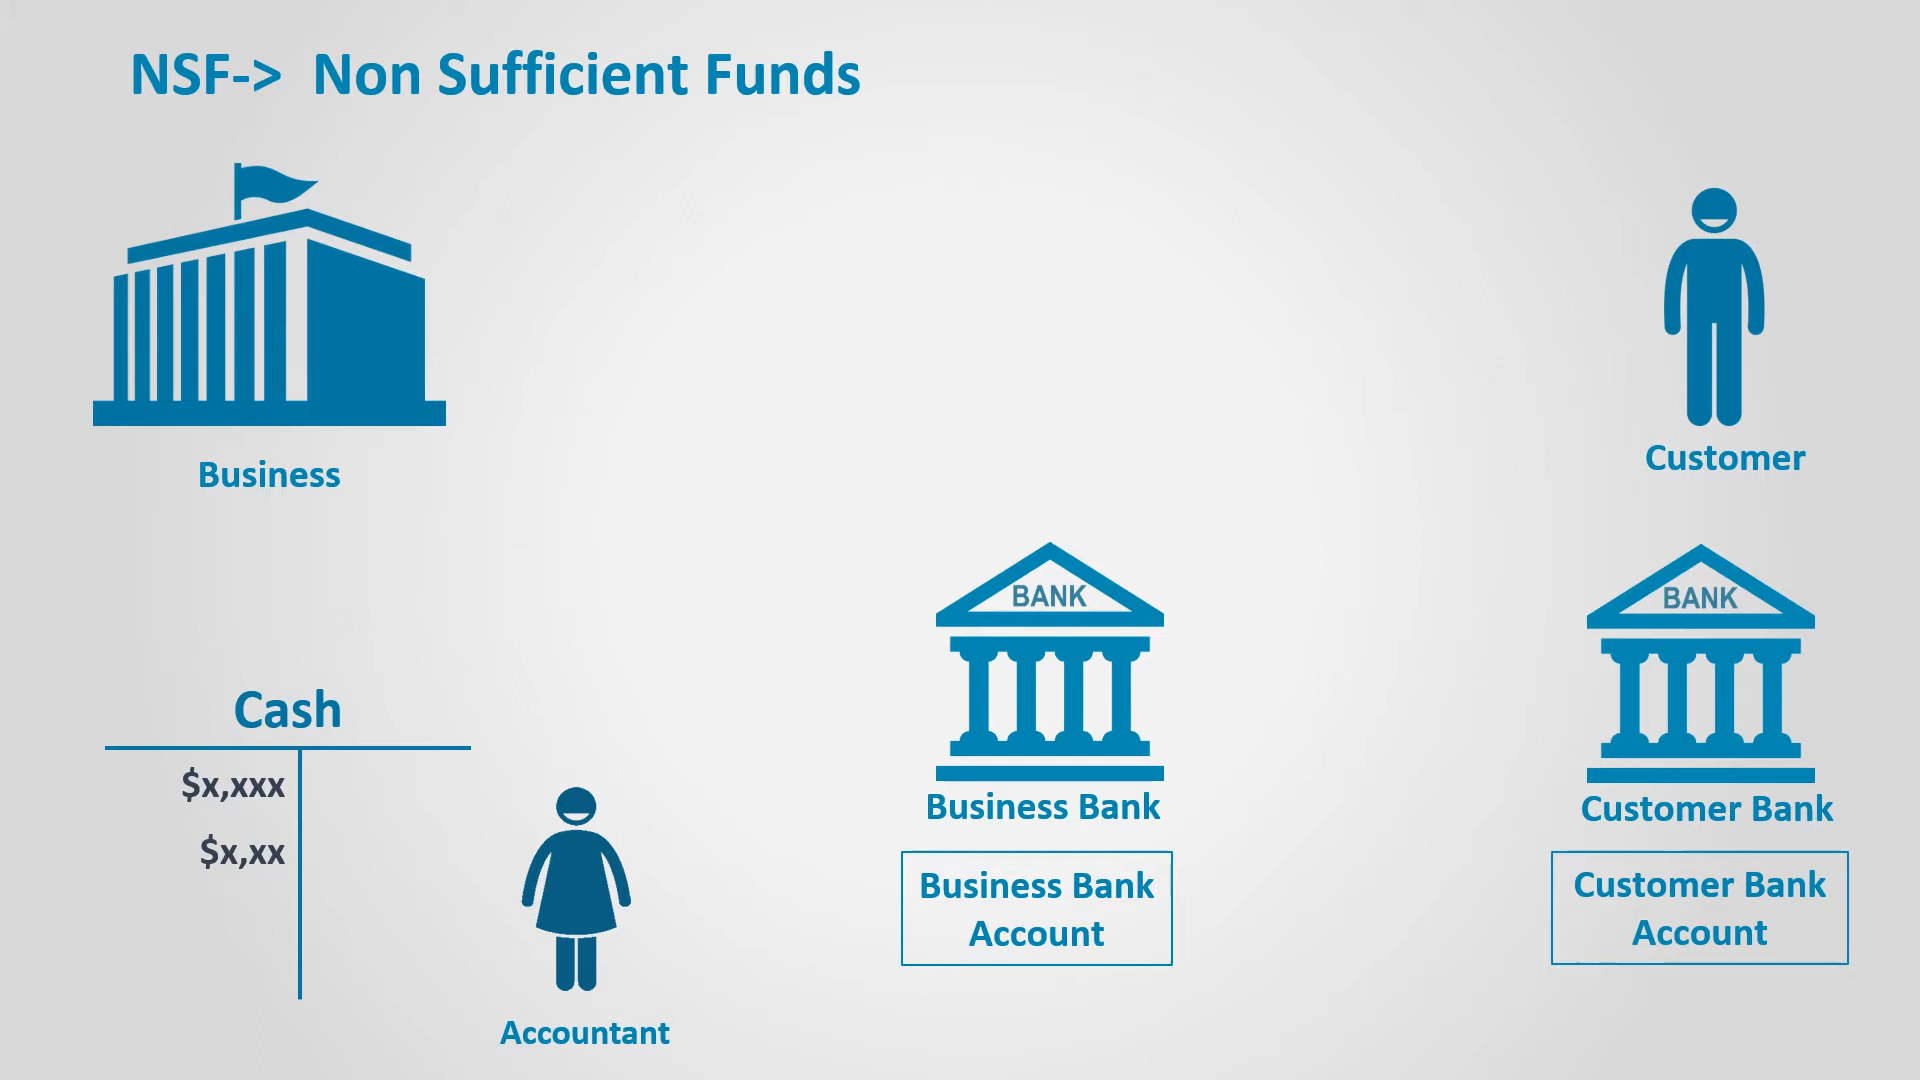 NSF-> Non Sufficient Funds
Business
Customer
Cash
$x,xxx
$x,xx
Accountant
BANK
Business Bank
Business Bank
Account
BANK
Customer Bank
Customer Bank
Account